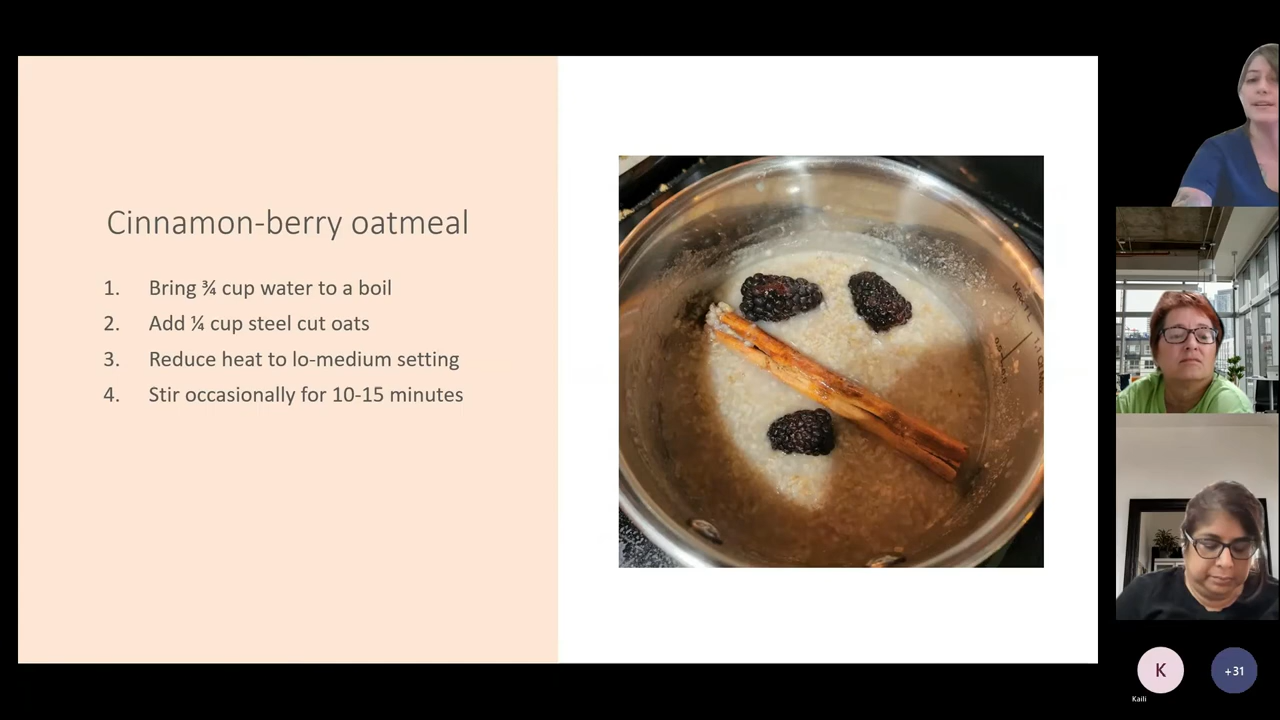 Cinnamon-berry oatmeal
1. Bring ¾ cup water to a boil
2. Add ¼ cup steel cut oats
3. Reduce heat to lo-medium setting
4. Stir occasionally for 10-15 minutes
K
Kaili
+31